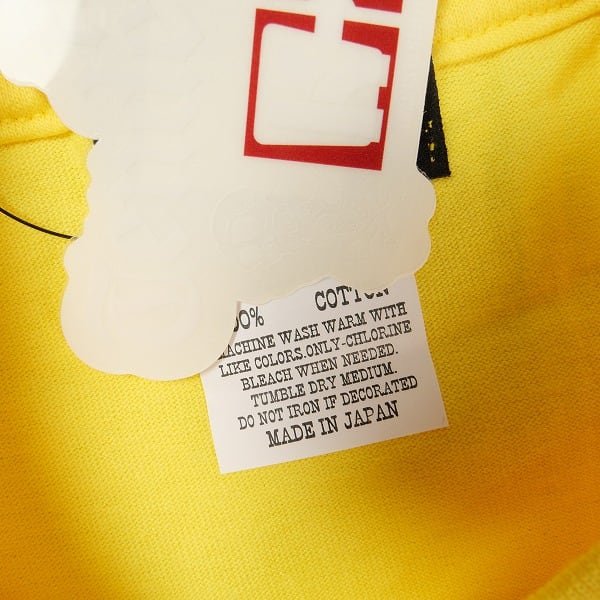 00% COTTON
MACHINE WASH WARM WITH
LIKE COLORS.ONLY-CHLORINE
BLEACH WHEN NEEDED.
TUMBLE DRY MEDIUM.
DO NOT IRON IF DECORATED
MADE IN JAPAN